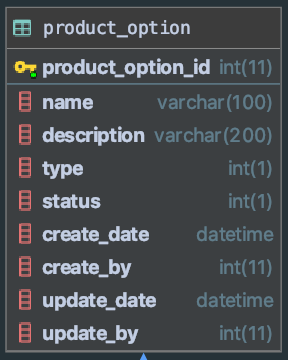 product_option
product_option_id int(11)
name varchar(100)
description varchar(200)
type int(1)
status int(1)
create_date datetime
create_by int(11)
update_date datetime
update_by int(11)